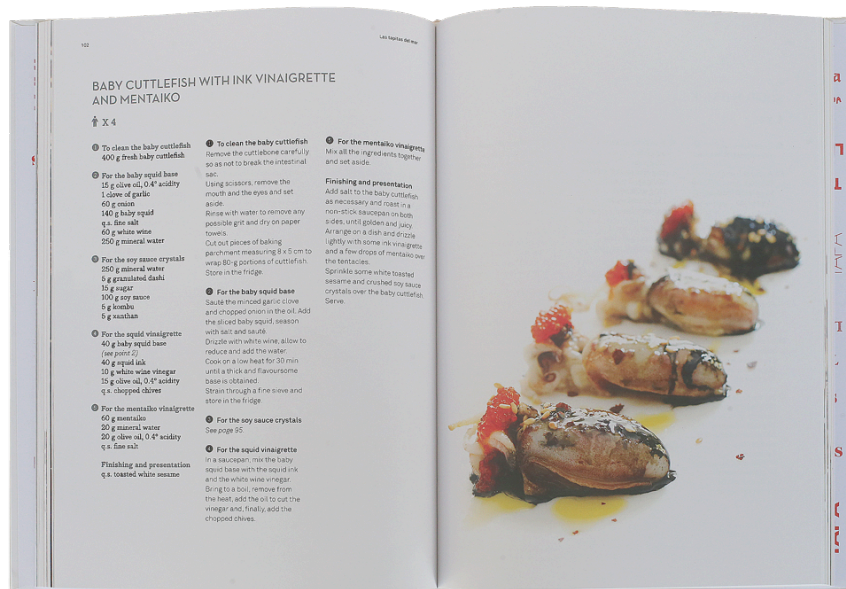 102
Las tapitas del mar
BABY CUTTLEFISH WITH INK VINAIGRETTE
AND MENTAIKO
X 4
1 To clean the baby cuttlefish
400 g fresh baby cuttlefish
2 For the baby squid base
15 g olive oil, 0.4° acidity
1 clove of garlic
60 g onion
140 g baby squid
q.s. fine salt
60 g white wine
250 g mineral water
3 For the soy sauce crystals
250 g mineral water
5 g granulated dashi
15 g sugar
100 g soy sauce
5 g kombu
5 g xanthan
4 For the squid vinaigrette
40 g baby squid base
(see point 2)
40 g squid ink
10 g white wine vinegar
15 g olive oil, 0.4° acidity
q.s. chopped chives
5 For the mentaiko vinaigrette
60 g mentaiko
20 g mineral water
20 g olive oil, 0.4° acidity
q.s. fine salt
Finishing and presentation
q.s. toasted white sesame
1 To clean the baby cuttlefish
Remove the cuttlebone carefully
so as not to break the intestinal
sac.
Using scissors, remove the
mouth and the eyes and set
aside.
Rinse with water to remove any
possible grit and dry on paper
towels.
Cut out pieces of baking
parchment measuring 8 x 5 cm to
wrap 80-g portions of cuttlefish.
Store in the fridge.
2 For the baby squid base
Sauté the minced garlic clove
and chopped onion in the oil. Add
the sliced baby squid, season
with salt and sauté.
Drizzle with white wine, allow to
reduce and add the water.
Cook on a low heat for 30 min
until a thick and flavoursome
base is obtained.
Strain through a fine sieve and
store in the fridge.
3 For the soy sauce crystals
See page 95
4 For the squid vinaigrette
In a saucepan, mix the baby
squid base with the squid ink
and the white wine vinegar.
Bring to a boil, remove from
the heat, add the oil to cut the
vinegar and, finally, add the
chopped chives.
5 For the mentaiko vinaigrette
Mix all the ingredients together
and set aside.
Finishing and presentation
Add salt to the baby cuttlefish
as necessary and roast in a
non-stick saucepan on both
sides, until golden and juicy.
Arrange on a dish and drizzle
lightly with some ink vinaigrette
and a few drops of mentaiko over
the tentacles.
Sprinkle some white toasted
sesame and crushed soy sauce
crystals over the baby cuttlefish.
Serve.